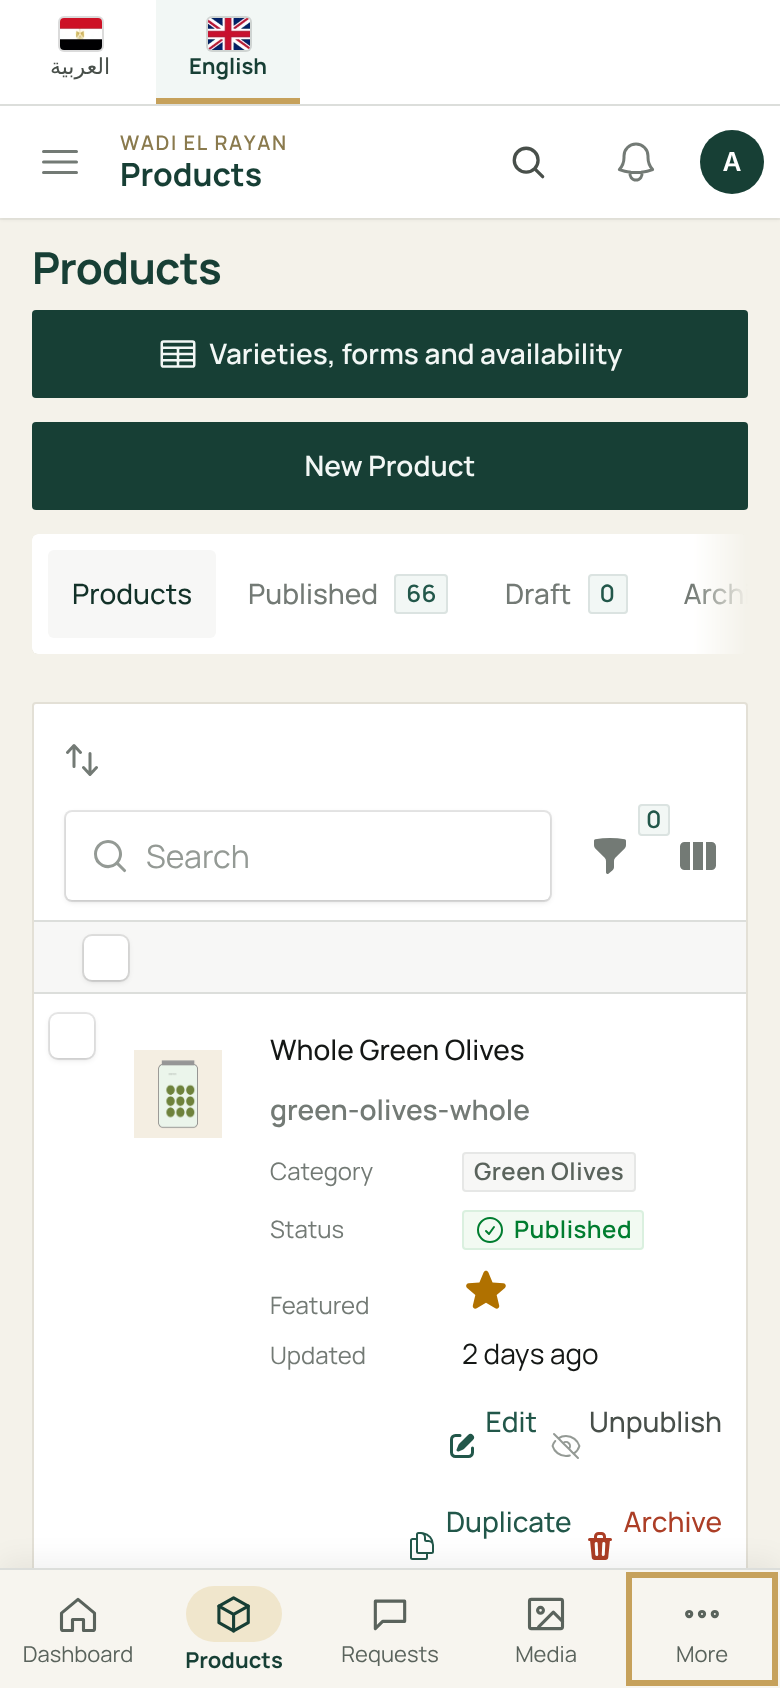 العربية
English
WADI EL RAYAN
Products
A
Products
Varieties, forms and availability
New Product
Products Published 66 Draft 0 Arch
0
Search
Whole Green Olives
green-olives-whole
Category Green Olives
Status Published
Featured
Updated 2 days ago
Edit Unpublish
Duplicate Archive
Dashboard Products Requests Media More